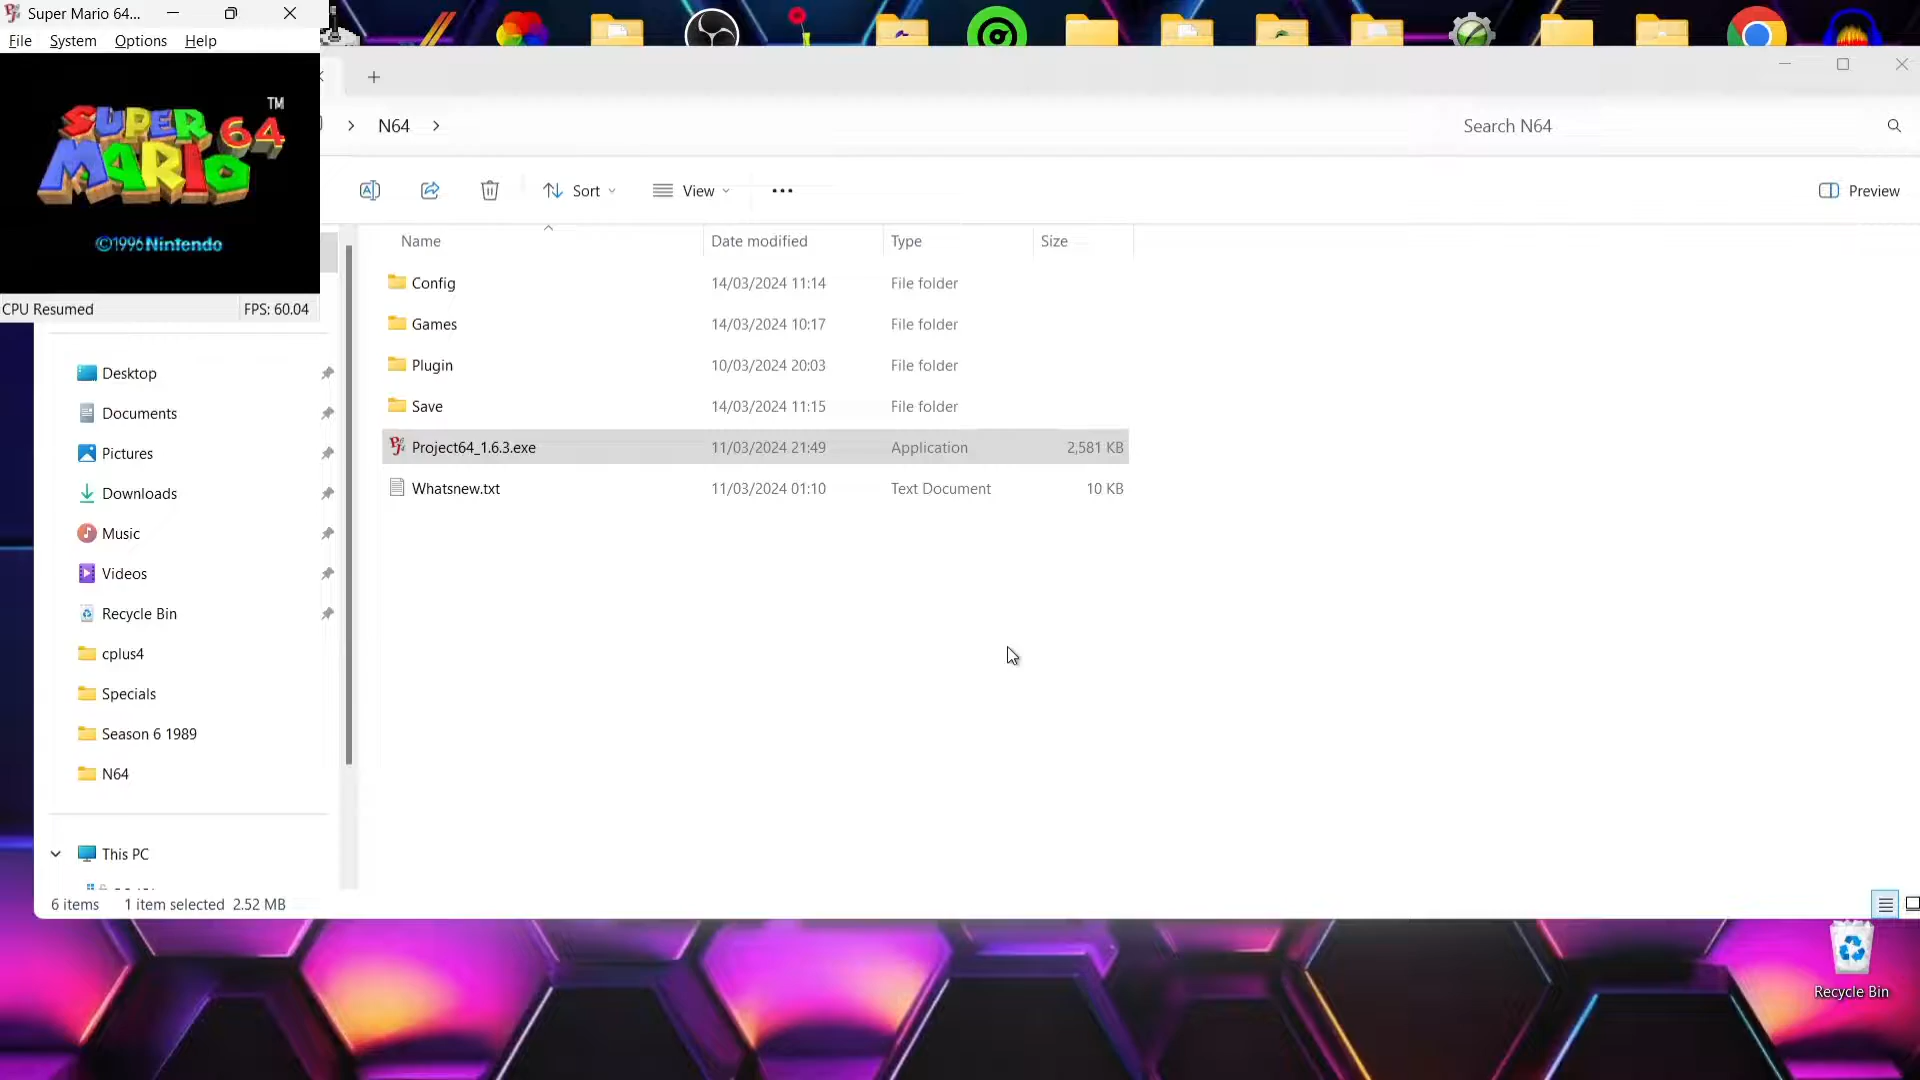 Super Mario 64...
File System Options Help
TM
SUPER
MARIO 64
©1996 Nintendo
CPU Resumed FPS: 60.04
N64
Search N64
Sort View Preview
Name Date modified Type Size
Config 14/03/2024 11:14 File folder
Games 14/03/2024 10:17 File folder
Plugin 10/03/2024 20:03 File folder
Save 14/03/2024 11:15 File folder
Project64_1.6.3.exe 11/03/2024 21:49 Application 2,581 KB
Whatsnew.txt 11/03/2024 01:10 Text Document 10 KB
Desktop
Documents
Pictures
Downloads
Music
Videos
Recycle Bin
cplus4
Specials
Season 6 1989
N64
This PC
6 items 1 item selected 2.52 MB
Recycle Bin